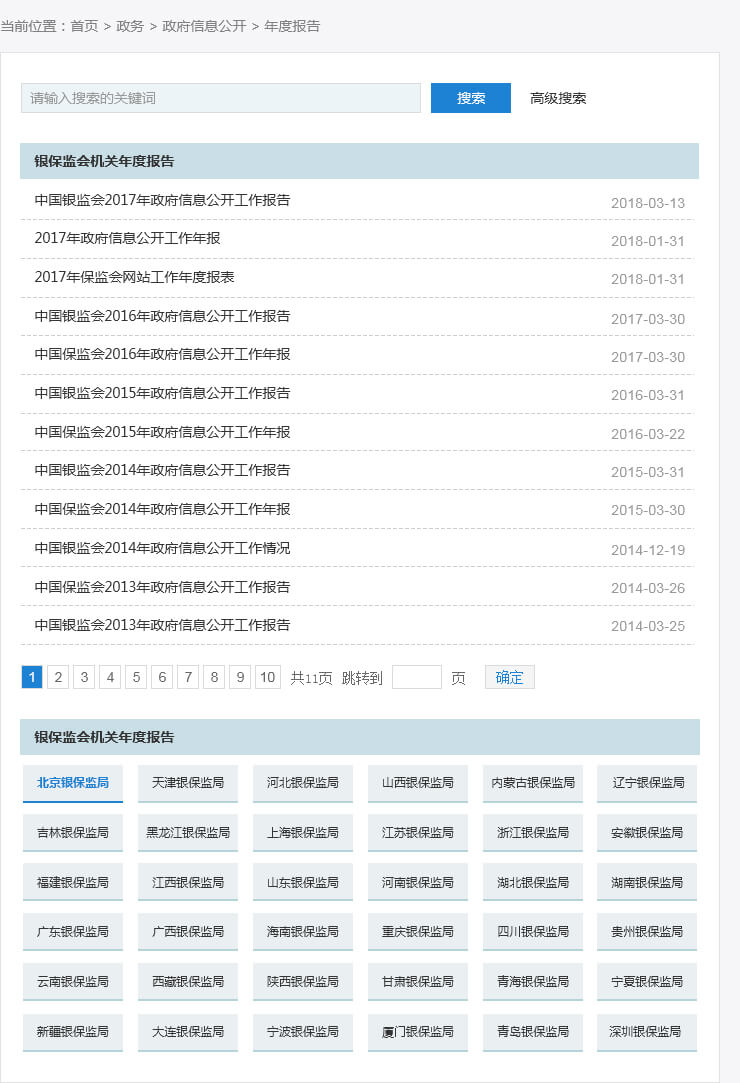 当前位置：首页 > 政务 > 政府信息公开 > 年度报告
请输入搜索的关键词 搜索 高级搜索
银保监会机关年度报告
中国银监会2017年政府信息公开工作报告 2018-03-13
2017年政府信息公开工作年报 2018-01-31
2017年保监会网站工作年度报表 2018-01-31
中国银监会2016年政府信息公开工作报告 2017-03-30
中国保监会2016年政府信息公开工作年报 2017-03-30
中国银监会2015年政府信息公开工作报告 2016-03-31
中国保监会2015年政府信息公开工作年报 2016-03-22
中国银监会2014年政府信息公开工作报告 2015-03-31
中国保监会2014年政府信息公开工作年报 2015-03-30
中国银监会2014年政府信息公开工作情况 2014-12-19
中国保监会2013年政府信息公开工作报告 2014-03-26
中国银监会2013年政府信息公开工作报告 2014-03-25
1 2 3 4 5 6 7 8 9 10 共11页 跳转到 页 确定
银保监会机关年度报告
北京银保监局 天津银保监局 河北银保监局 山西银保监局 内蒙古银保监局 辽宁银保监局
吉林银保监局 黑龙江银保监局 上海银保监局 江苏银保监局 浙江银保监局 安徽银保监局
福建银保监局 江西银保监局 山东银保监局 河南银保监局 湖北银保监局 湖南银保监局
广东银保监局 广西银保监局 海南银保监局 重庆银保监局 四川银保监局 贵州银保监局
云南银保监局 西藏银保监局 陕西银保监局 甘肃银保监局 青海银保监局 宁夏银保监局
新疆银保监局 大连银保监局 宁波银保监局 厦门银保监局 青岛银保监局 深圳银保监局